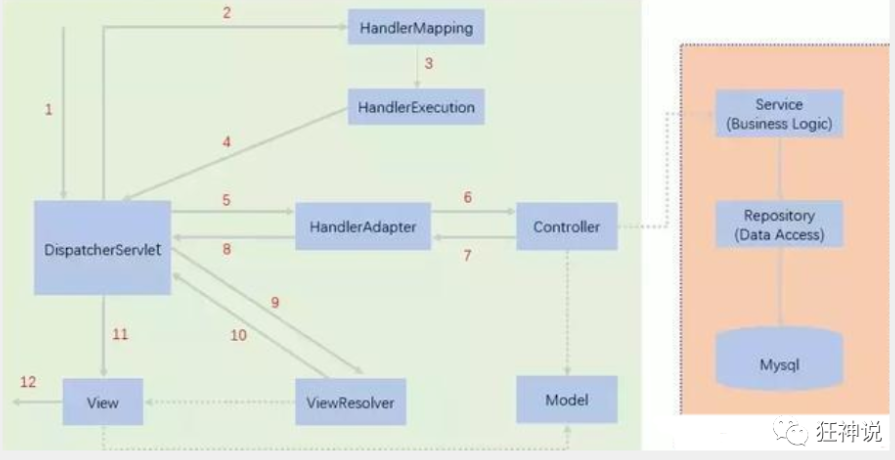 2
HandlerMapping
1
3
HandlerExecution
4
5
6
DispatcherServlet
HandlerAdapter
Controller
8
7
9
10
11
12
View
ViewResolver
Model
Service
(Business Logic)
Repository
(Data Access)
Mysql
狂神说